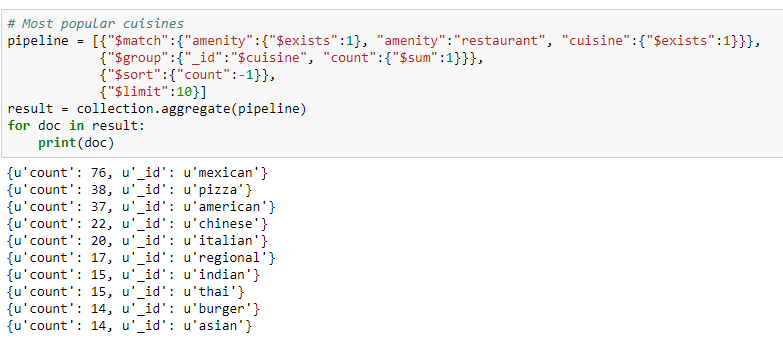 # Most popular cuisines
pipeline = [{"$match":{"amenity":{"$exists":1}, "amenity":"restaurant", "cuisine":{"$exists":1}}},
            {"$group":{"_id":"$cuisine", "count":{"$sum":1}}},
            {"$sort":{"count":-1}},
            {"$limit":10}]
result = collection.aggregate(pipeline)
for doc in result:
    print(doc)
{u'count': 76, u'_id': u'mexican'}
{u'count': 38, u'_id': u'pizza'}
{u'count': 37, u'_id': u'american'}
{u'count': 22, u'_id': u'chinese'}
{u'count': 20, u'_id': u'italian'}
{u'count': 17, u'_id': u'regional'}
{u'count': 15, u'_id': u'indian'}
{u'count': 15, u'_id': u'thai'}
{u'count': 14, u'_id': u'burger'}
{u'count': 14, u'_id': u'asian'}